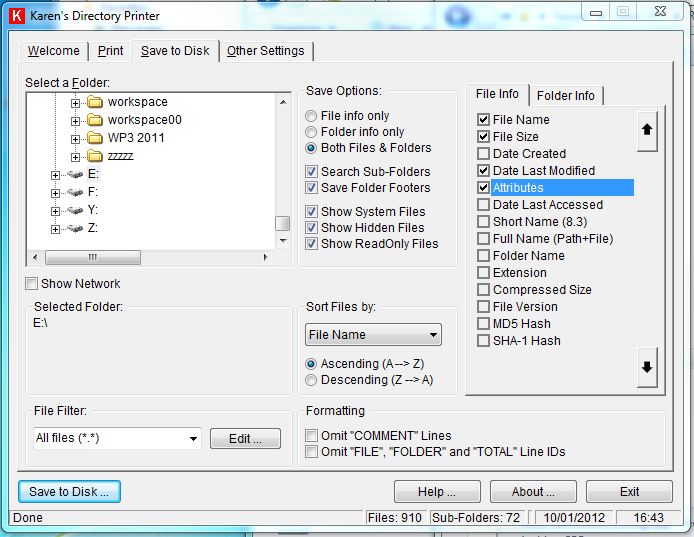 K Karen's Directory Printer
Welcome Print Save to Disk Other Settings
Select a Folder:
workspace
workspace00
WP3 2011
zzzzz
E:
F:
Y:
Z:
Show Network
Selected Folder:
E:\
File Filter:
All files (*.*)
Edit ...
Save Options:
File info only
Folder info only
Both Files & Folders
Search Sub-Folders
Save Folder Footers
Show System Files
Show Hidden Files
Show ReadOnly Files
Sort Files by:
File Name
Ascending (A --> Z)
Descending (Z --> A)
Formatting
Omit "COMMENT" Lines
Omit "FILE", "FOLDER" and "TOTAL" Line IDs
File Info Folder Info
File Name
File Size
Date Created
Date Last Modified
Attributes
Date Last Accessed
Short Name (8.3)
Full Name (Path+File)
Folder Name
Extension
Compressed Size
File Version
MD5 Hash
SHA-1 Hash
Save to Disk ... Help ... About ... Exit
Done Files: 910 Sub-Folders: 72 10/01/2012 16:43